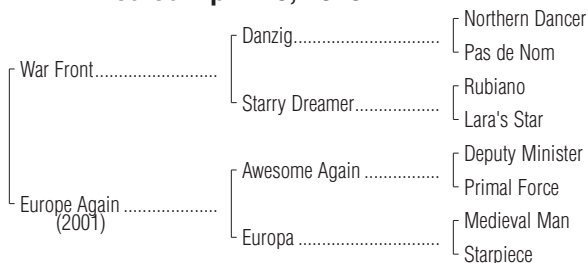 Northern Dancer
Danzig
Pas de Nom
War Front
Rubiano
Starry Dreamer
Lara's Star
Deputy Minister
Awesome Again
Primal Force
Europe Again
(2001)
Medieval Man
Europa
Starpiece